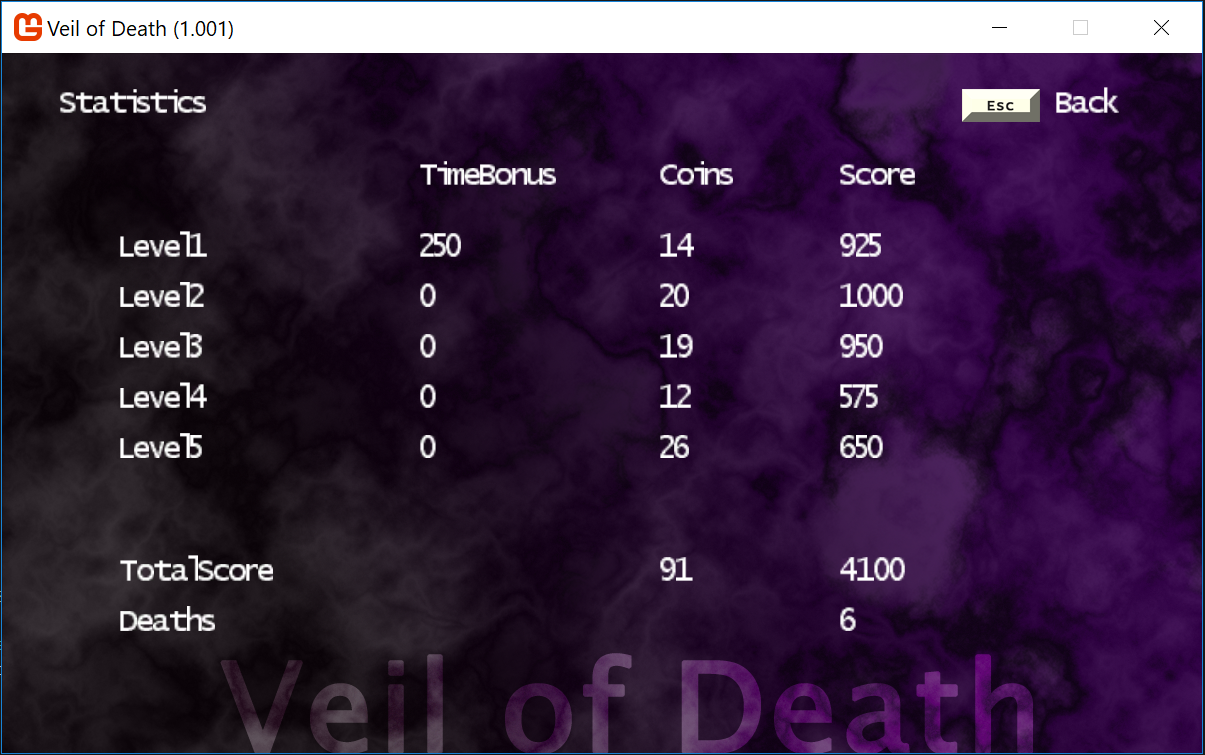 Veil of Death (1.001)
Statistics Esc Back
TimeBonus Coins Score
Level1 250 14 925
Level2 0 20 1000
Level3 0 19 950
Level4 0 12 575
Level5 0 26 650
TotalScore 91 4100
Deaths 6
Veil of Death